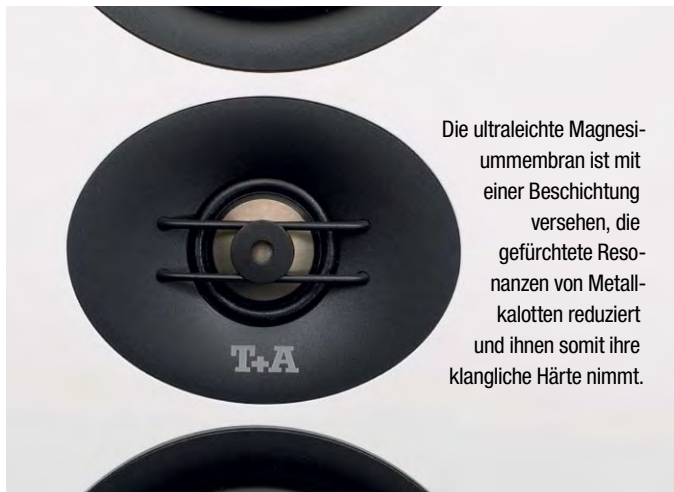 Die ultraleichte Magnesi-
ummembran ist mit
einer Beschichtung
versehen, die
gefürchtete Reso-
nanzen von Metall-
kalotten reduziert
und ihnen somit ihre
klangliche Härte nimmt.
T+A